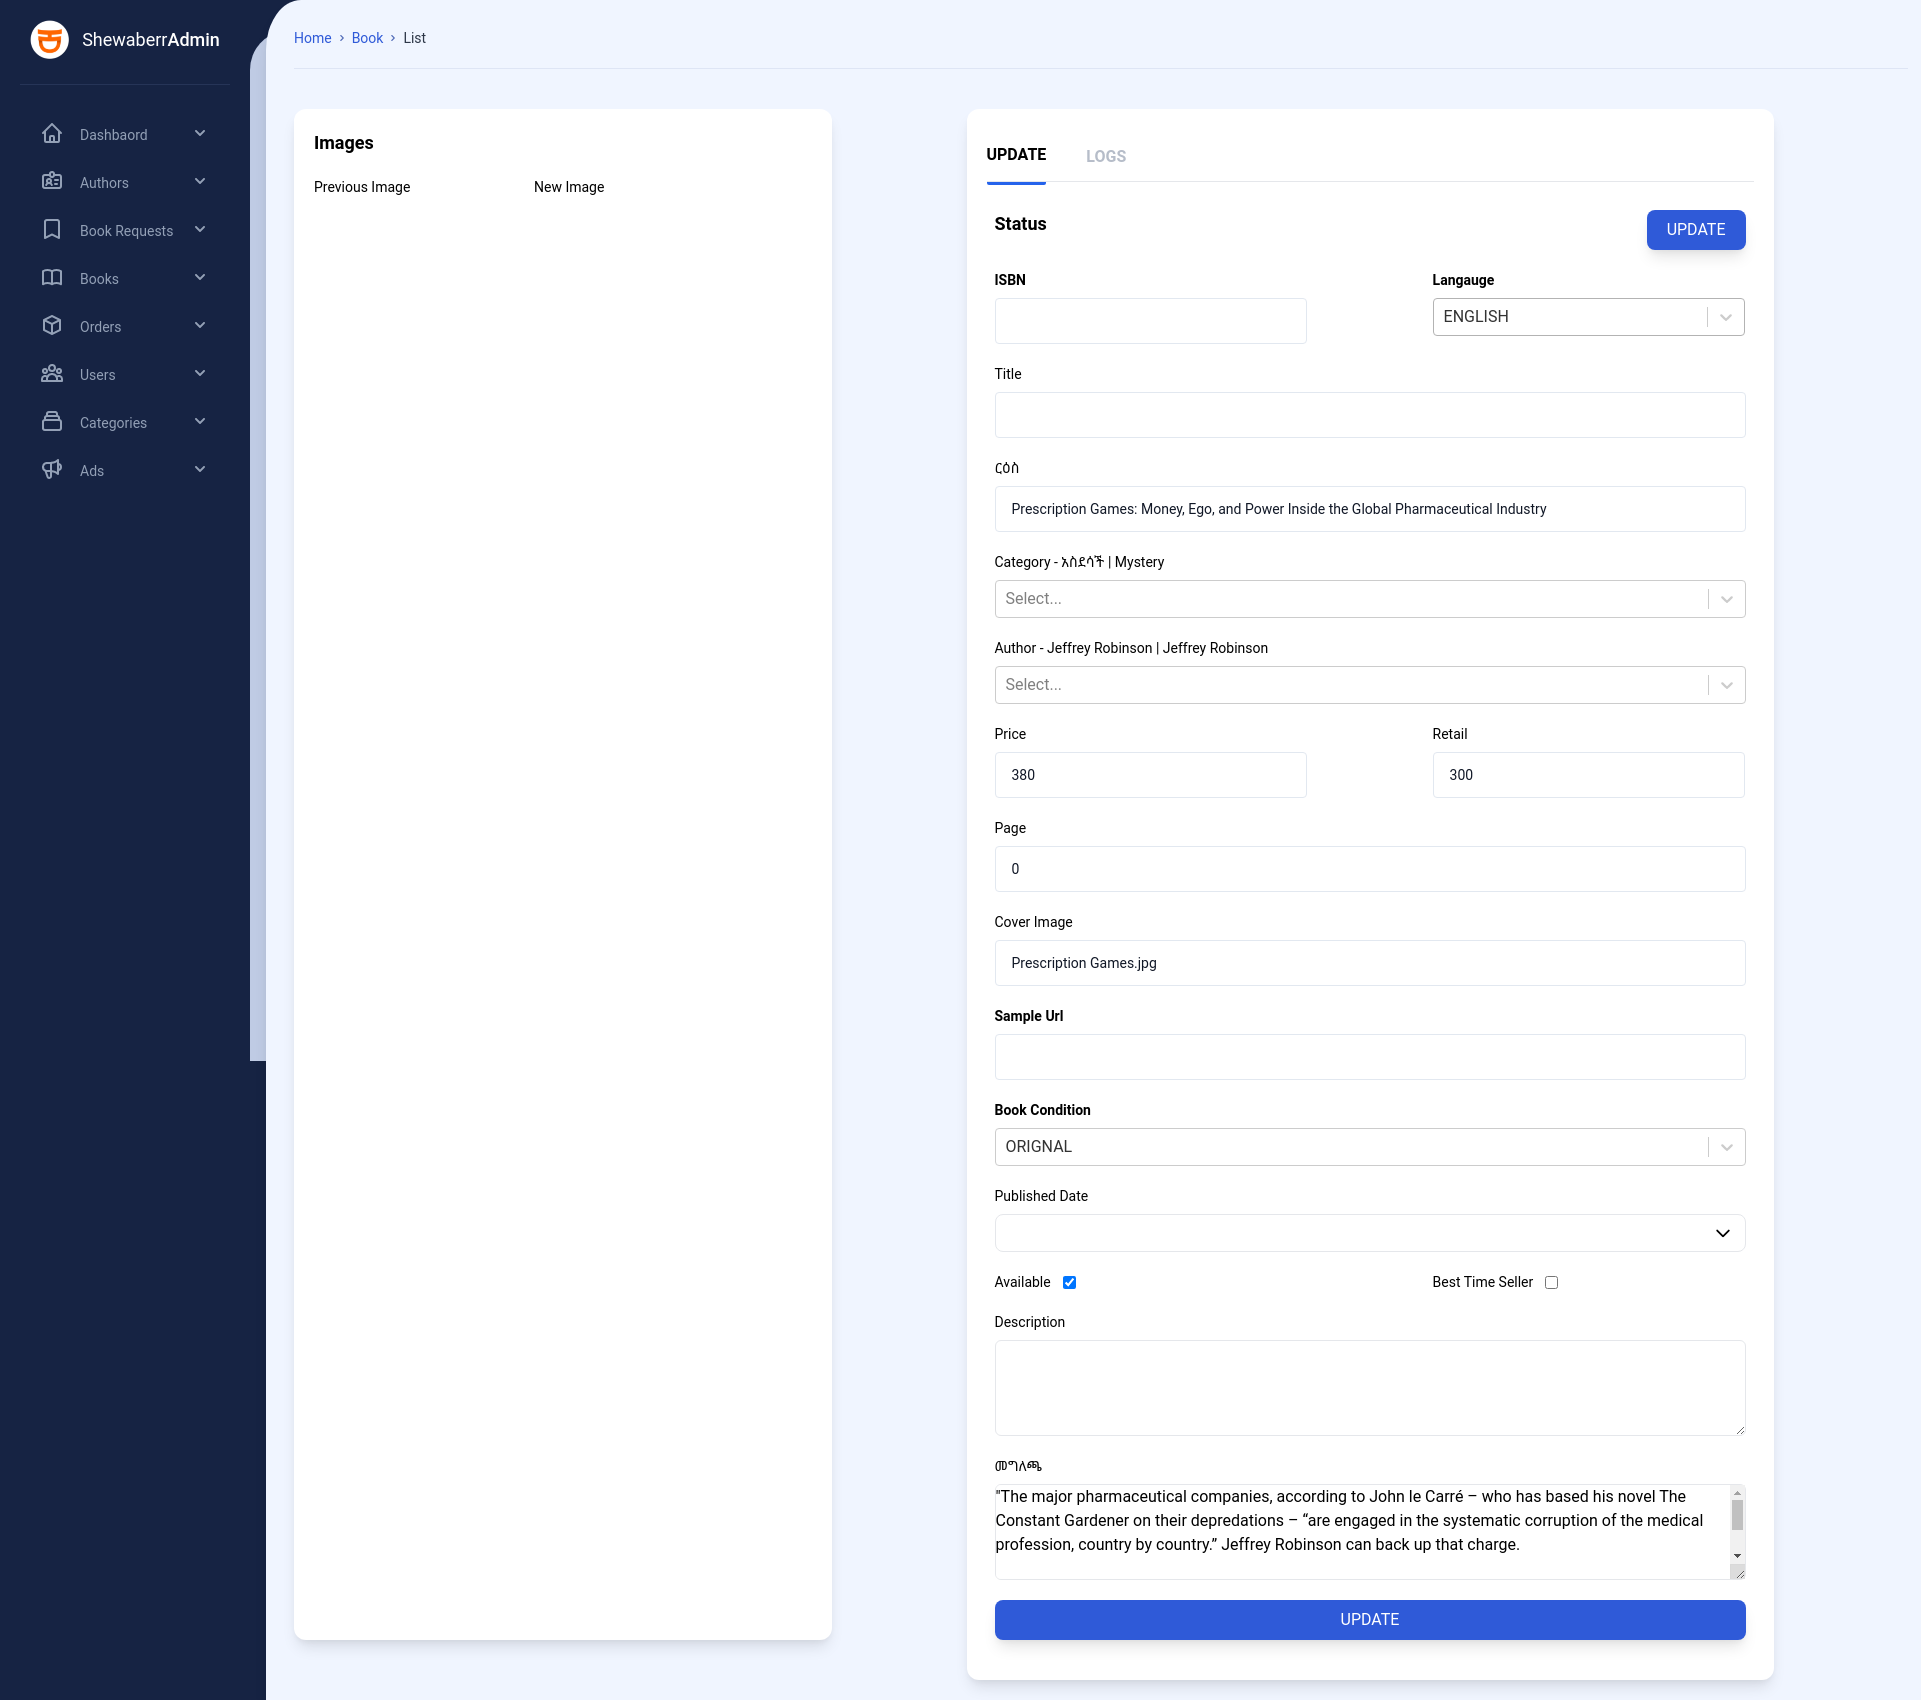 ShewaberrAdmin
Dashbaord
Authors
Book Requests
Books
Orders
Users
Categories
Ads
Home › Book › List
Images
Previous Image
New Image
UPDATE
LOGS
Status
UPDATE
ISBN
Langauge
ENGLISH
Title
ርዕስ
Prescription Games: Money, Ego, and Power Inside the Global Pharmaceutical Industry
Category - አስደሳች | Mystery
Select...
Author - Jeffrey Robinson | Jeffrey Robinson
Select...
Price
Retail
380
300
Page
0
Cover Image
Prescription Games.jpg
Sample Url
Book Condition
ORIGNAL
Published Date
Available
Best Time Seller
Description
መግለጫ
"The major pharmaceutical companies, according to John le Carré – who has based his novel The
Constant Gardener on their depredations – “are engaged in the systematic corruption of the medical
profession, country by country.” Jeffrey Robinson can back up that charge.
UPDATE